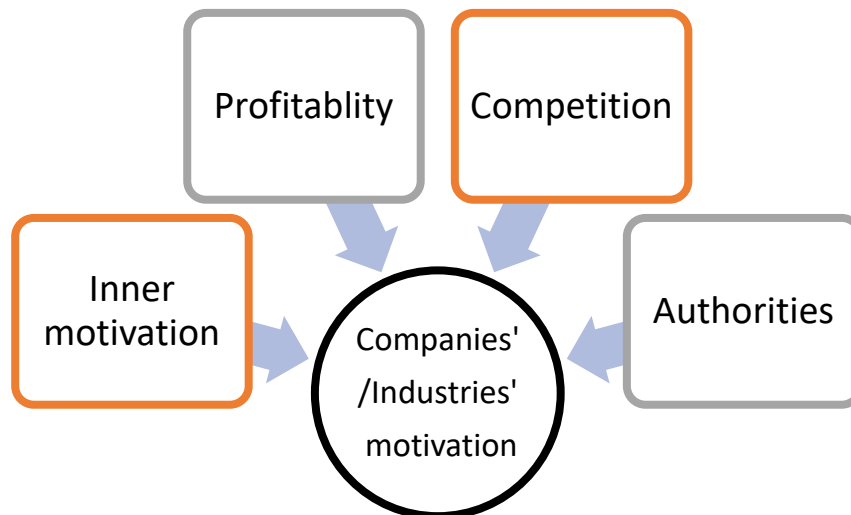 Profitablity
Competition
Inner
motivation
Authorities
Companies'
/Industries'
motivation